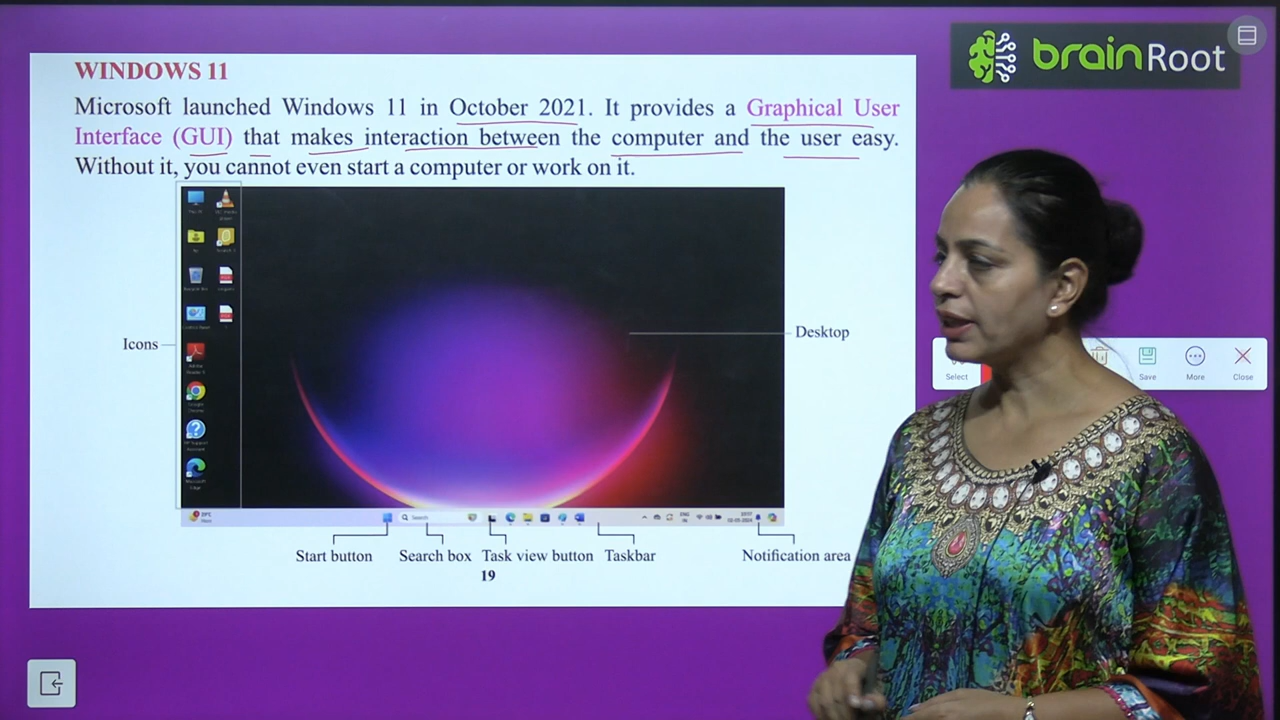 WINDOWS 11
Microsoft launched Windows 11 in October 2021. It provides a Graphical User
Interface (GUI) that makes interaction between the computer and the user easy.
Without it, you cannot even start a computer or work on it.
brainRoot
Icons
Desktop
Select
Save
More
Close
Search
Start button
Search box
Task view button
Taskbar
Notification area
19